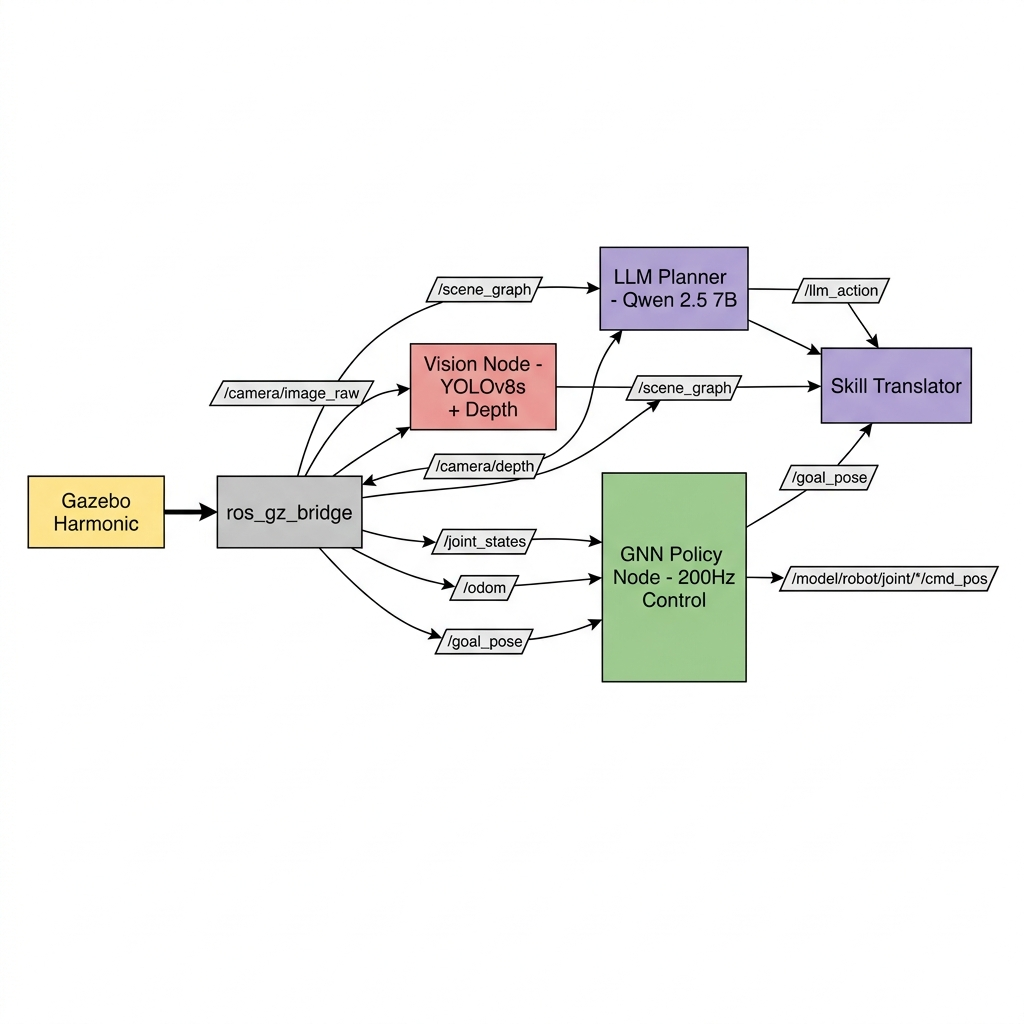 /scene_graph
LLM Planner
- Qwen 2.5 7B
/llm_action
/camera/image_raw
Vision Node -
YOLOv8s
+ Depth
/scene_graph
Skill Translator
/camera/depth
/goal_pose
Gazebo
Harmonic
ros_gz_bridge
/joint_states
/odom
/goal_pose
GNN Policy
Node - 200Hz
Control
/model/robot/joint/*/cmd_pos